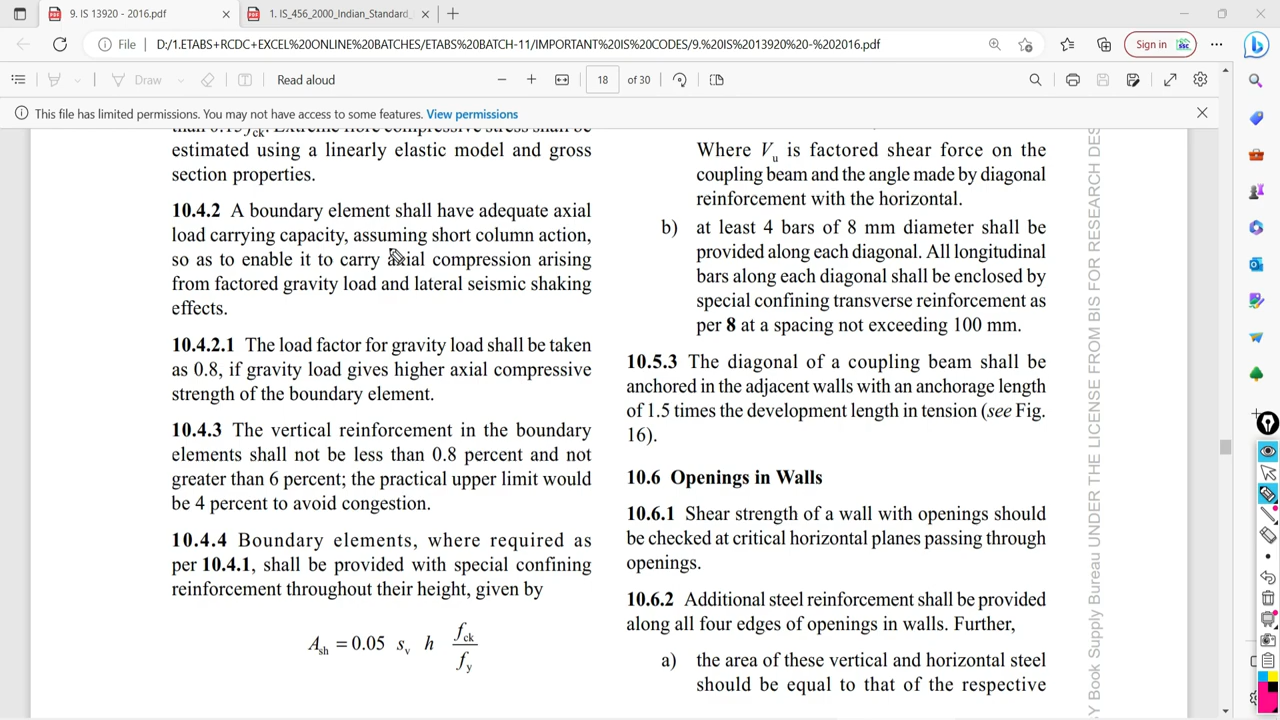 9. IS 13920 - 2016.pdf
1. IS_456_2000_Indian_Standard_
File
D:/1.ETABS+RCDC+EXCEL%20ONLINE%20BATCHES/ETABS%20BATCH-11/IMPORTANT%20IS%20CODES/9.%20IS%2013920%20-%202016.pdf
Sign in
Draw
Read aloud
18
of 30
This file has limited permissions. You may not have access to some features. View permissions
estimated using a linearly elastic model and gross
section properties.
10.4.2 A boundary element shall have adequate axial
load carrying capacity, assuming short column action,
so as to enable it to carry axial compression arising
from factored gravity load and lateral seismic shaking
effects.
10.4.2.1 The load factor for gravity load shall be taken
as 0.8, if gravity load gives higher axial compressive
strength of the boundary element.
10.4.3 The vertical reinforcement in the boundary
elements shall not be less than 0.8 percent and not
greater than 6 percent; the practical upper limit would
be 4 percent to avoid congestion.
10.4.4 Boundary elements, where required as
per 10.4.1, shall be provided with special confining
reinforcement throughout their height, given by
A_sh = 0.05 s_v h f_ck / f_y
Where V_u is factored shear force on the
coupling beam and the angle made by diagonal
reinforcement with the horizontal.
b) at least 4 bars of 8 mm diameter shall be
provided along each diagonal. All longitudinal
bars along each diagonal shall be enclosed by
special confining transverse reinforcement as
per 8 at a spacing not exceeding 100 mm.
10.5.3 The diagonal of a coupling beam shall be
anchored in the adjacent walls with an anchorage length
of 1.5 times the development length in tension (see Fig.
16).
10.6 Openings in Walls
10.6.1 Shear strength of a wall with openings should
be checked at critical horizontal planes passing through
openings.
10.6.2 Additional steel reinforcement shall be provided
along all four edges of openings in walls. Further,
a) the area of these vertical and horizontal steel
should be equal to that of the respective
Book Supply Bureau UNDER THE LICENSE FROM BIS FOR RESEARCH DES